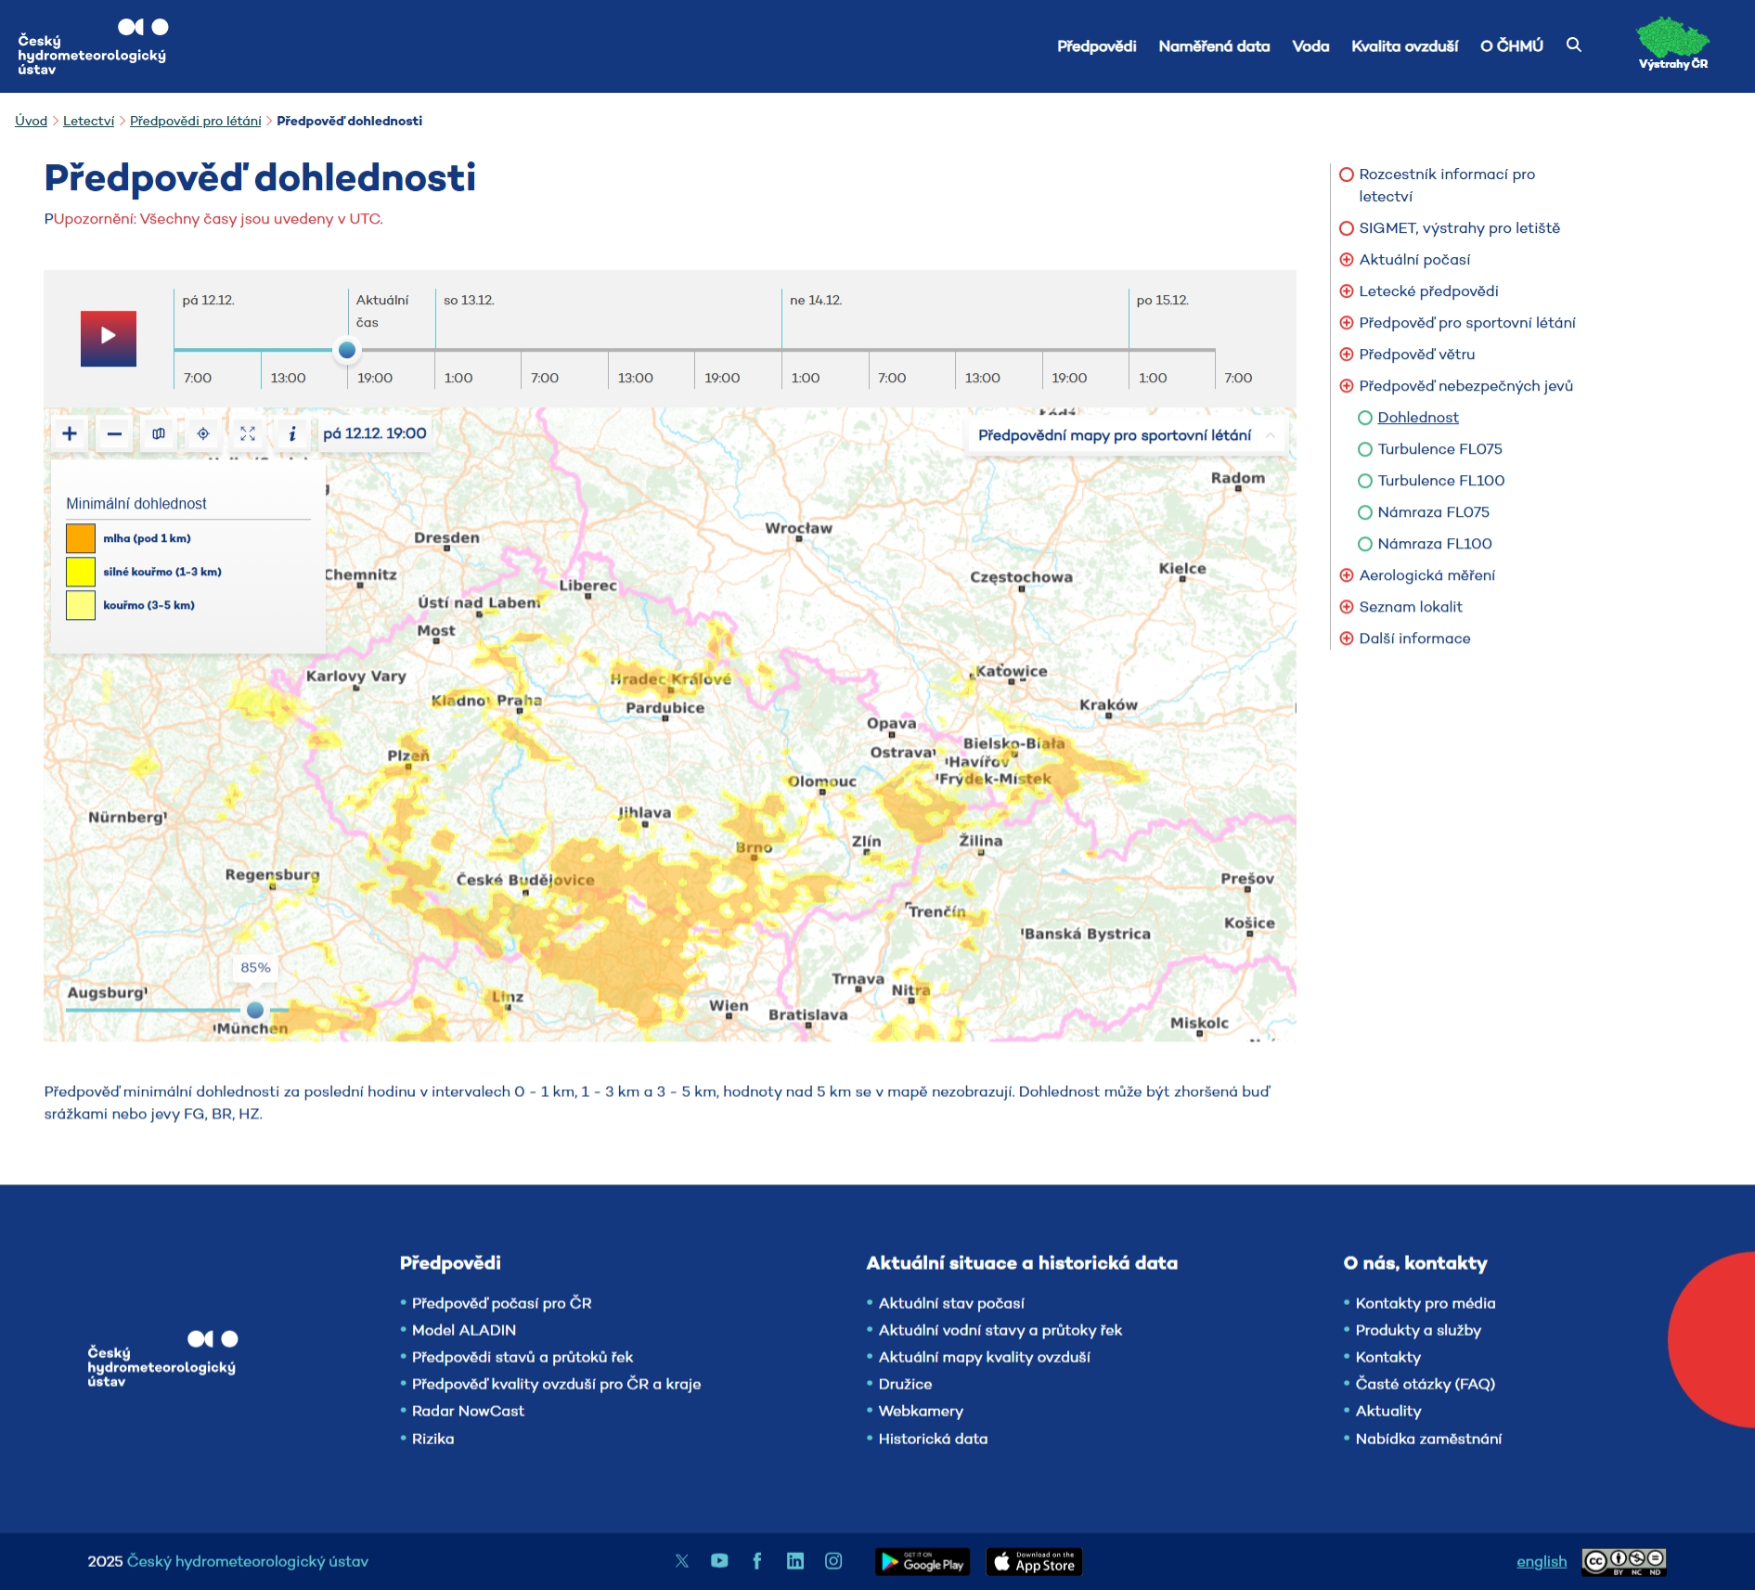 Český
hydrometeorologický
ústav
Předpovědi Naměřená data Voda Kvalita ovzduší O ČHMÚ
Výstrahy ČR
Úvod > Letectví > Předpovědi pro létání > Předpověď dohlednosti
Předpověď dohlednosti
PUpozornění: Všechny časy jsou uvedeny v UTC.
Rozcestník informací pro
letectví
SIGMET, výstrahy pro letiště
Aktuální počasí
Letecké předpovědi
Předpověď pro sportovní létání
Předpověď větru
Předpověď nebezpečných jevů
Dohlednost
Turbulence FL075
Turbulence FL100
Námraza FL075
Námraza FL100
Aerologická měření
Seznam lokalit
Další informace
pá 12.12. Aktuální so 13.12. ne 14.12. po 15.12.
čas
7:00 13:00 19:00 1:00 7:00 13:00 19:00 1:00 7:00 13:00 19:00 1:00 7:00
+ − i pá 12.12. 19:00
Předpovědní mapy pro sportovní létání
Minimální dohlednost
mlha (pod 1 km)
silné kouřmo (1-3 km)
kouřmo (3-5 km)
Radom
Wrocław
Dresden
Kielce
Chemnitz
Częstochowa
Liberec
Ústí nad Labem
Most
Karlovy Vary
Hradec Králové
Katowice
Kladno Praha
Pardubice
Kraków
Opava
Plzeň
Ostrava
Bielsko-Biała
Havířov
Frýdek-Místek
Olomouc
Nürnberg
Jihlava
Brno
Zlín
Žilina
Regensburg
České Budějovice
Prešov
Trenčín
Košice
Banská Bystrica
85%
Trnava
Nitra
Augsburg
Linz
Wien
Bratislava
Miskolc
München
Předpověď minimální dohlednosti za poslední hodinu v intervalech 0 - 1 km, 1 - 3 km a 3 - 5 km, hodnoty nad 5 km se v mapě nezobrazují. Dohlednost může být zhoršená buď
srážkami nebo jevy FG, BR, HZ.
Český
hydrometeorologický
ústav
Předpovědi
Předpověď počasí pro ČR
Model ALADIN
Předpovědi stavů a průtoků řek
Předpověď kvality ovzduší pro ČR a kraje
Radar NowCast
Rizika
Aktuální situace a historická data
Aktuální stav počasí
Aktuální vodní stavy a průtoky řek
Aktuální mapy kvality ovzduší
Družice
Webkamery
Historická data
O nás, kontakty
Kontakty pro média
Produkty a služby
Kontakty
Časté otázky (FAQ)
Aktuality
Nabídka zaměstnání
2025 Český hydrometeorologický ústav
GET IT ON
Google Play
Download on the
App Store
english
cc
BY NC ND